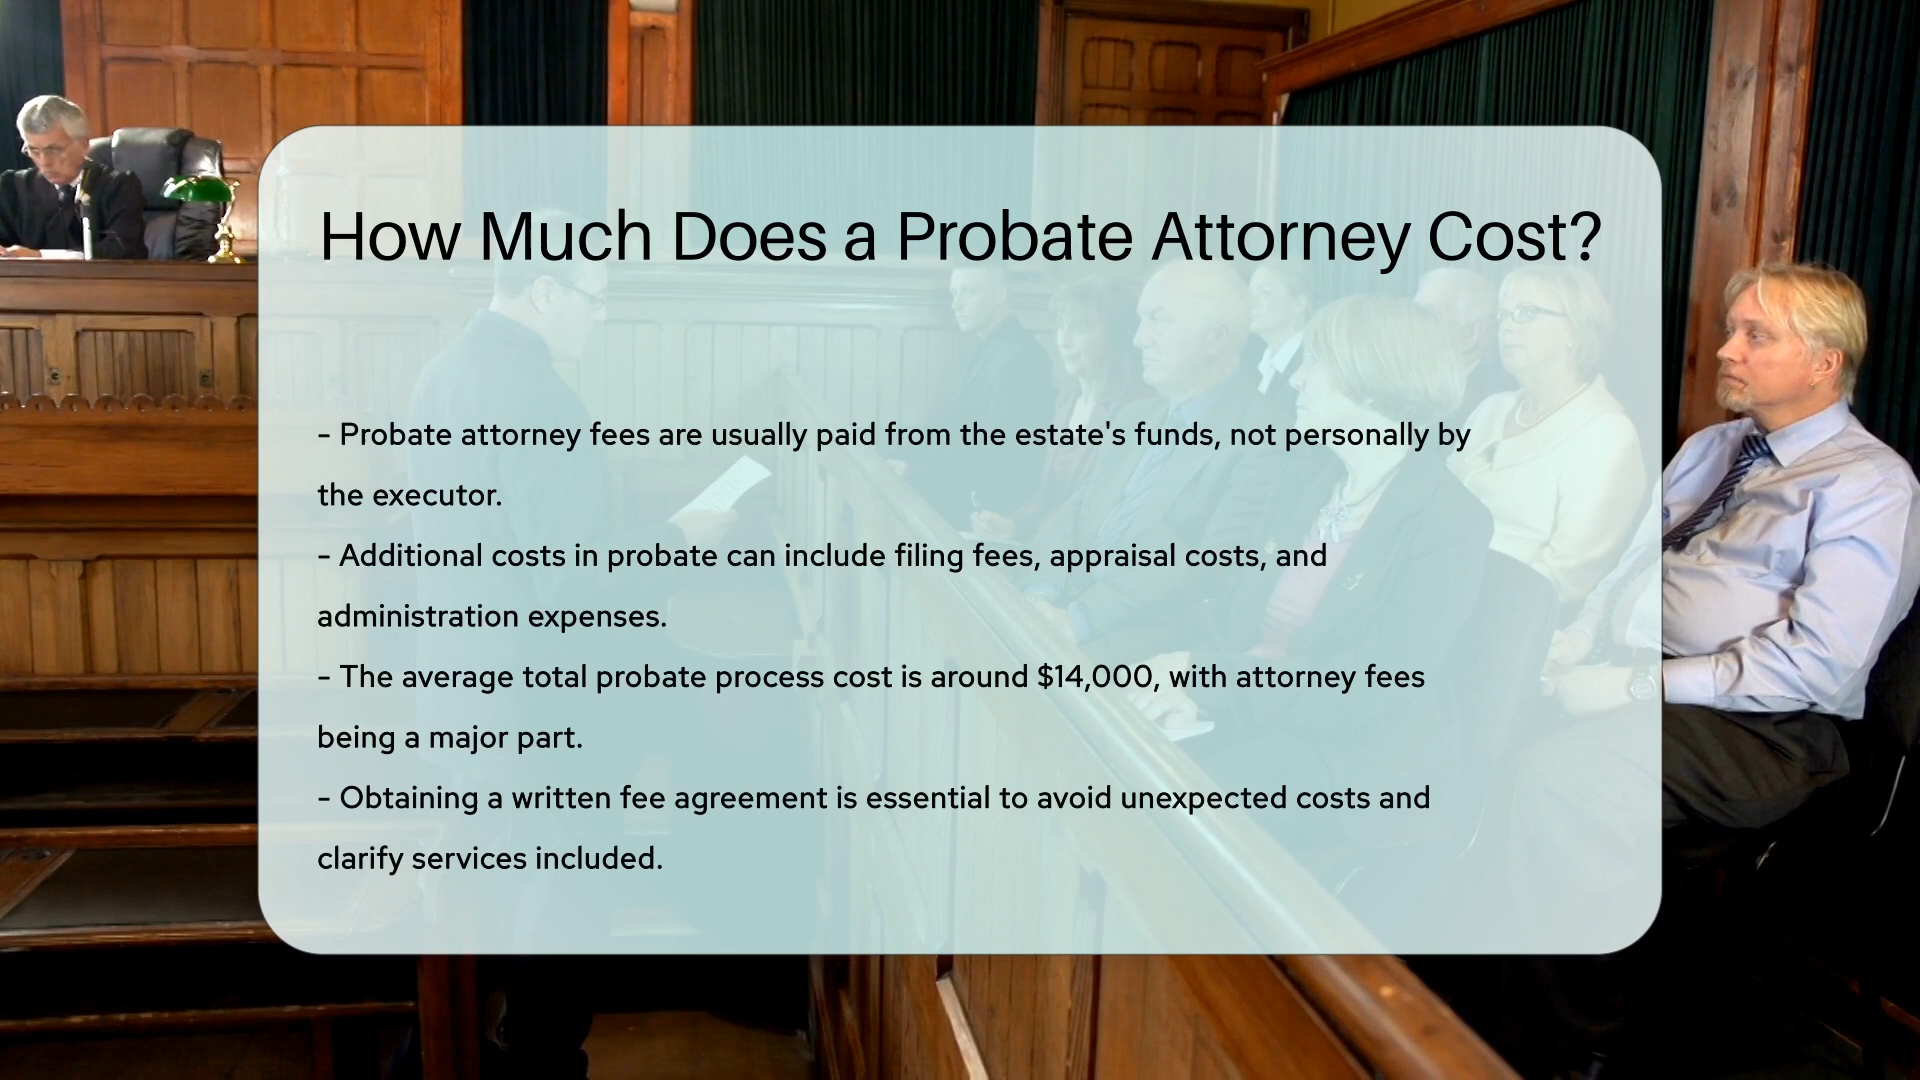 How Much Does a Probate Attorney Cost?
– Probate attorney fees are usually paid from the estate's funds, not personally by
the executor.
– Additional costs in probate can include filing fees, appraisal costs, and
administration expenses.
– The average total probate process cost is around $14,000, with attorney fees
being a major part.
– Obtaining a written fee agreement is essential to avoid unexpected costs and
clarify services included.